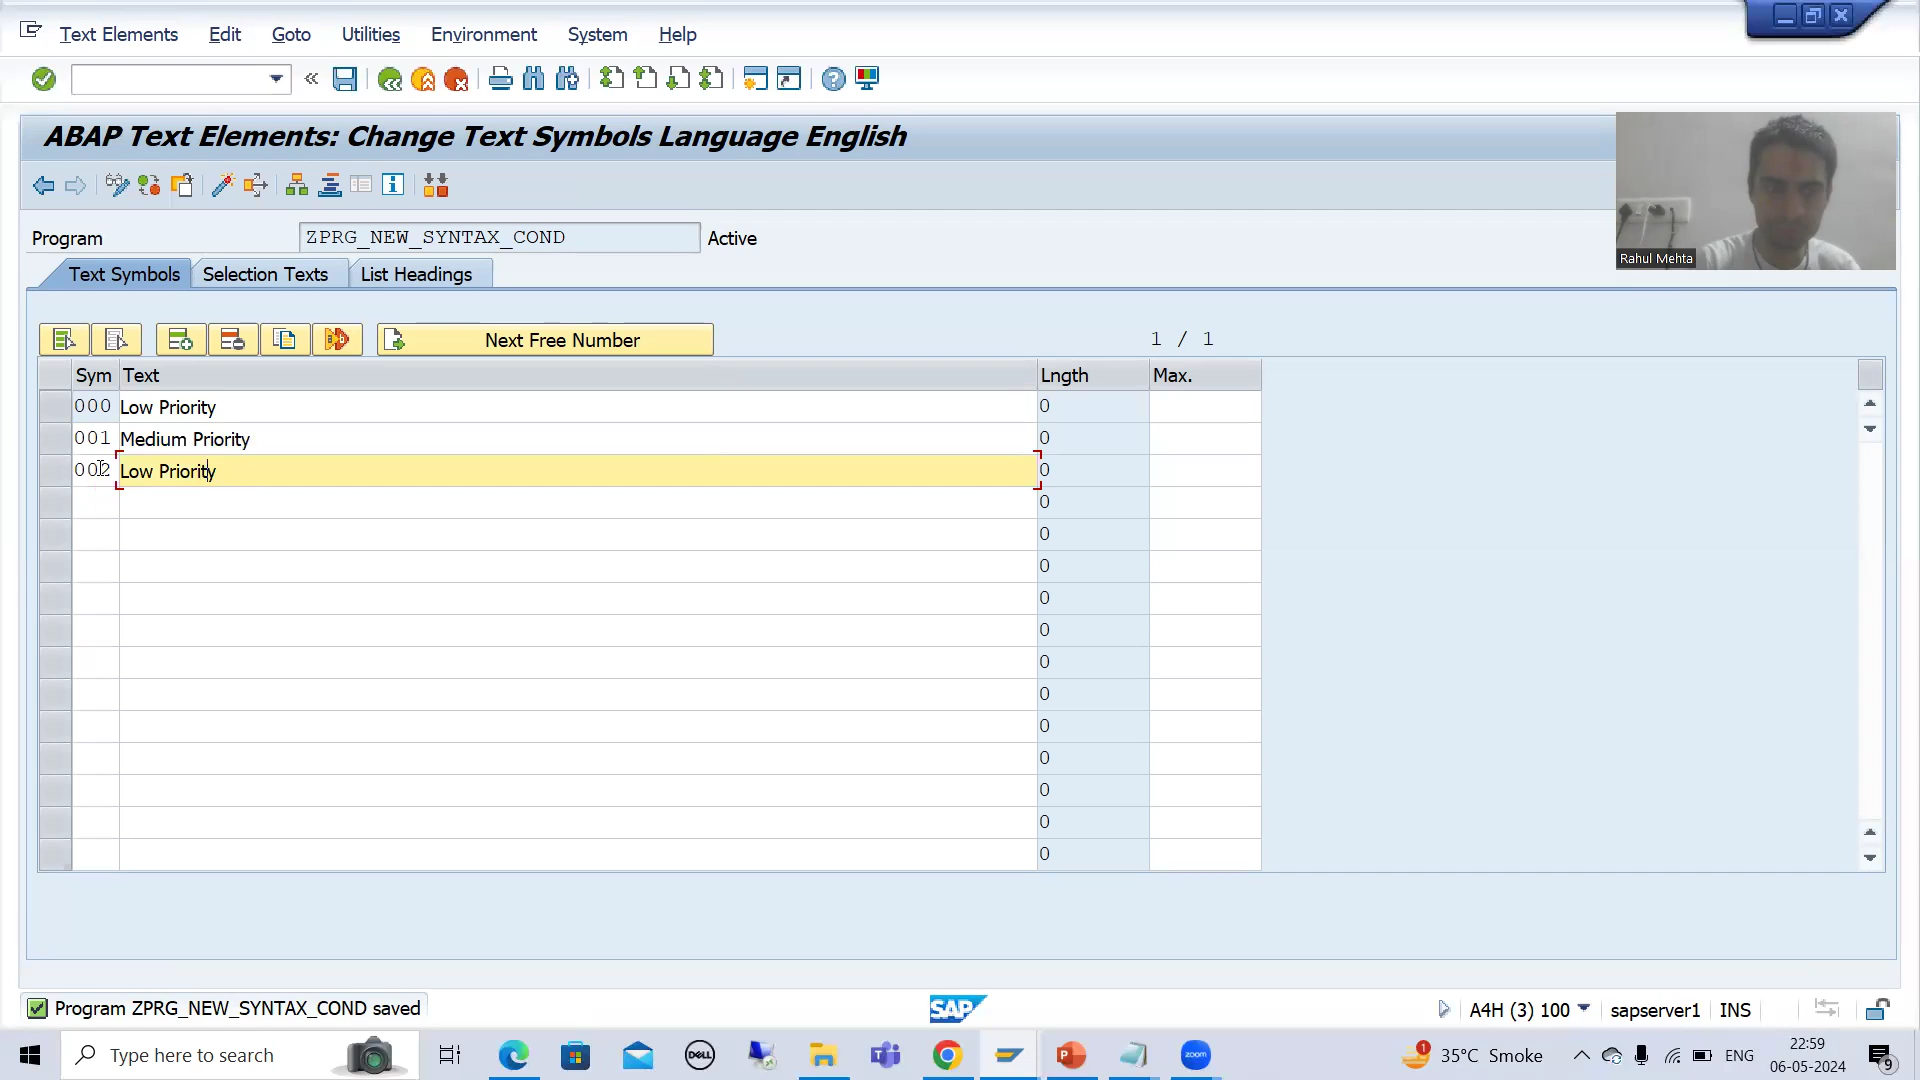 Text Elements Edit Goto Utilities Environment System Help
ABAP Text Elements: Change Text Symbols Language English
Rahul Mehta
Program ZPRG_NEW_SYNTAX_COND Active
Text Symbols Selection Texts List Headings
Next Free Number 1 / 1
Sym Text Lngth Max.
000 Low Priority 0
001 Medium Priority 0
002 Low Priority 0
0
0
0
0
0
0
0
0
0
0
0
0
Program ZPRG_NEW_SYNTAX_COND saved SAP A4H (3) 100 sapserver1 INS
Type here to search DELL zoom 1 35°C Smoke ENG 22:59
06-05-2024 9